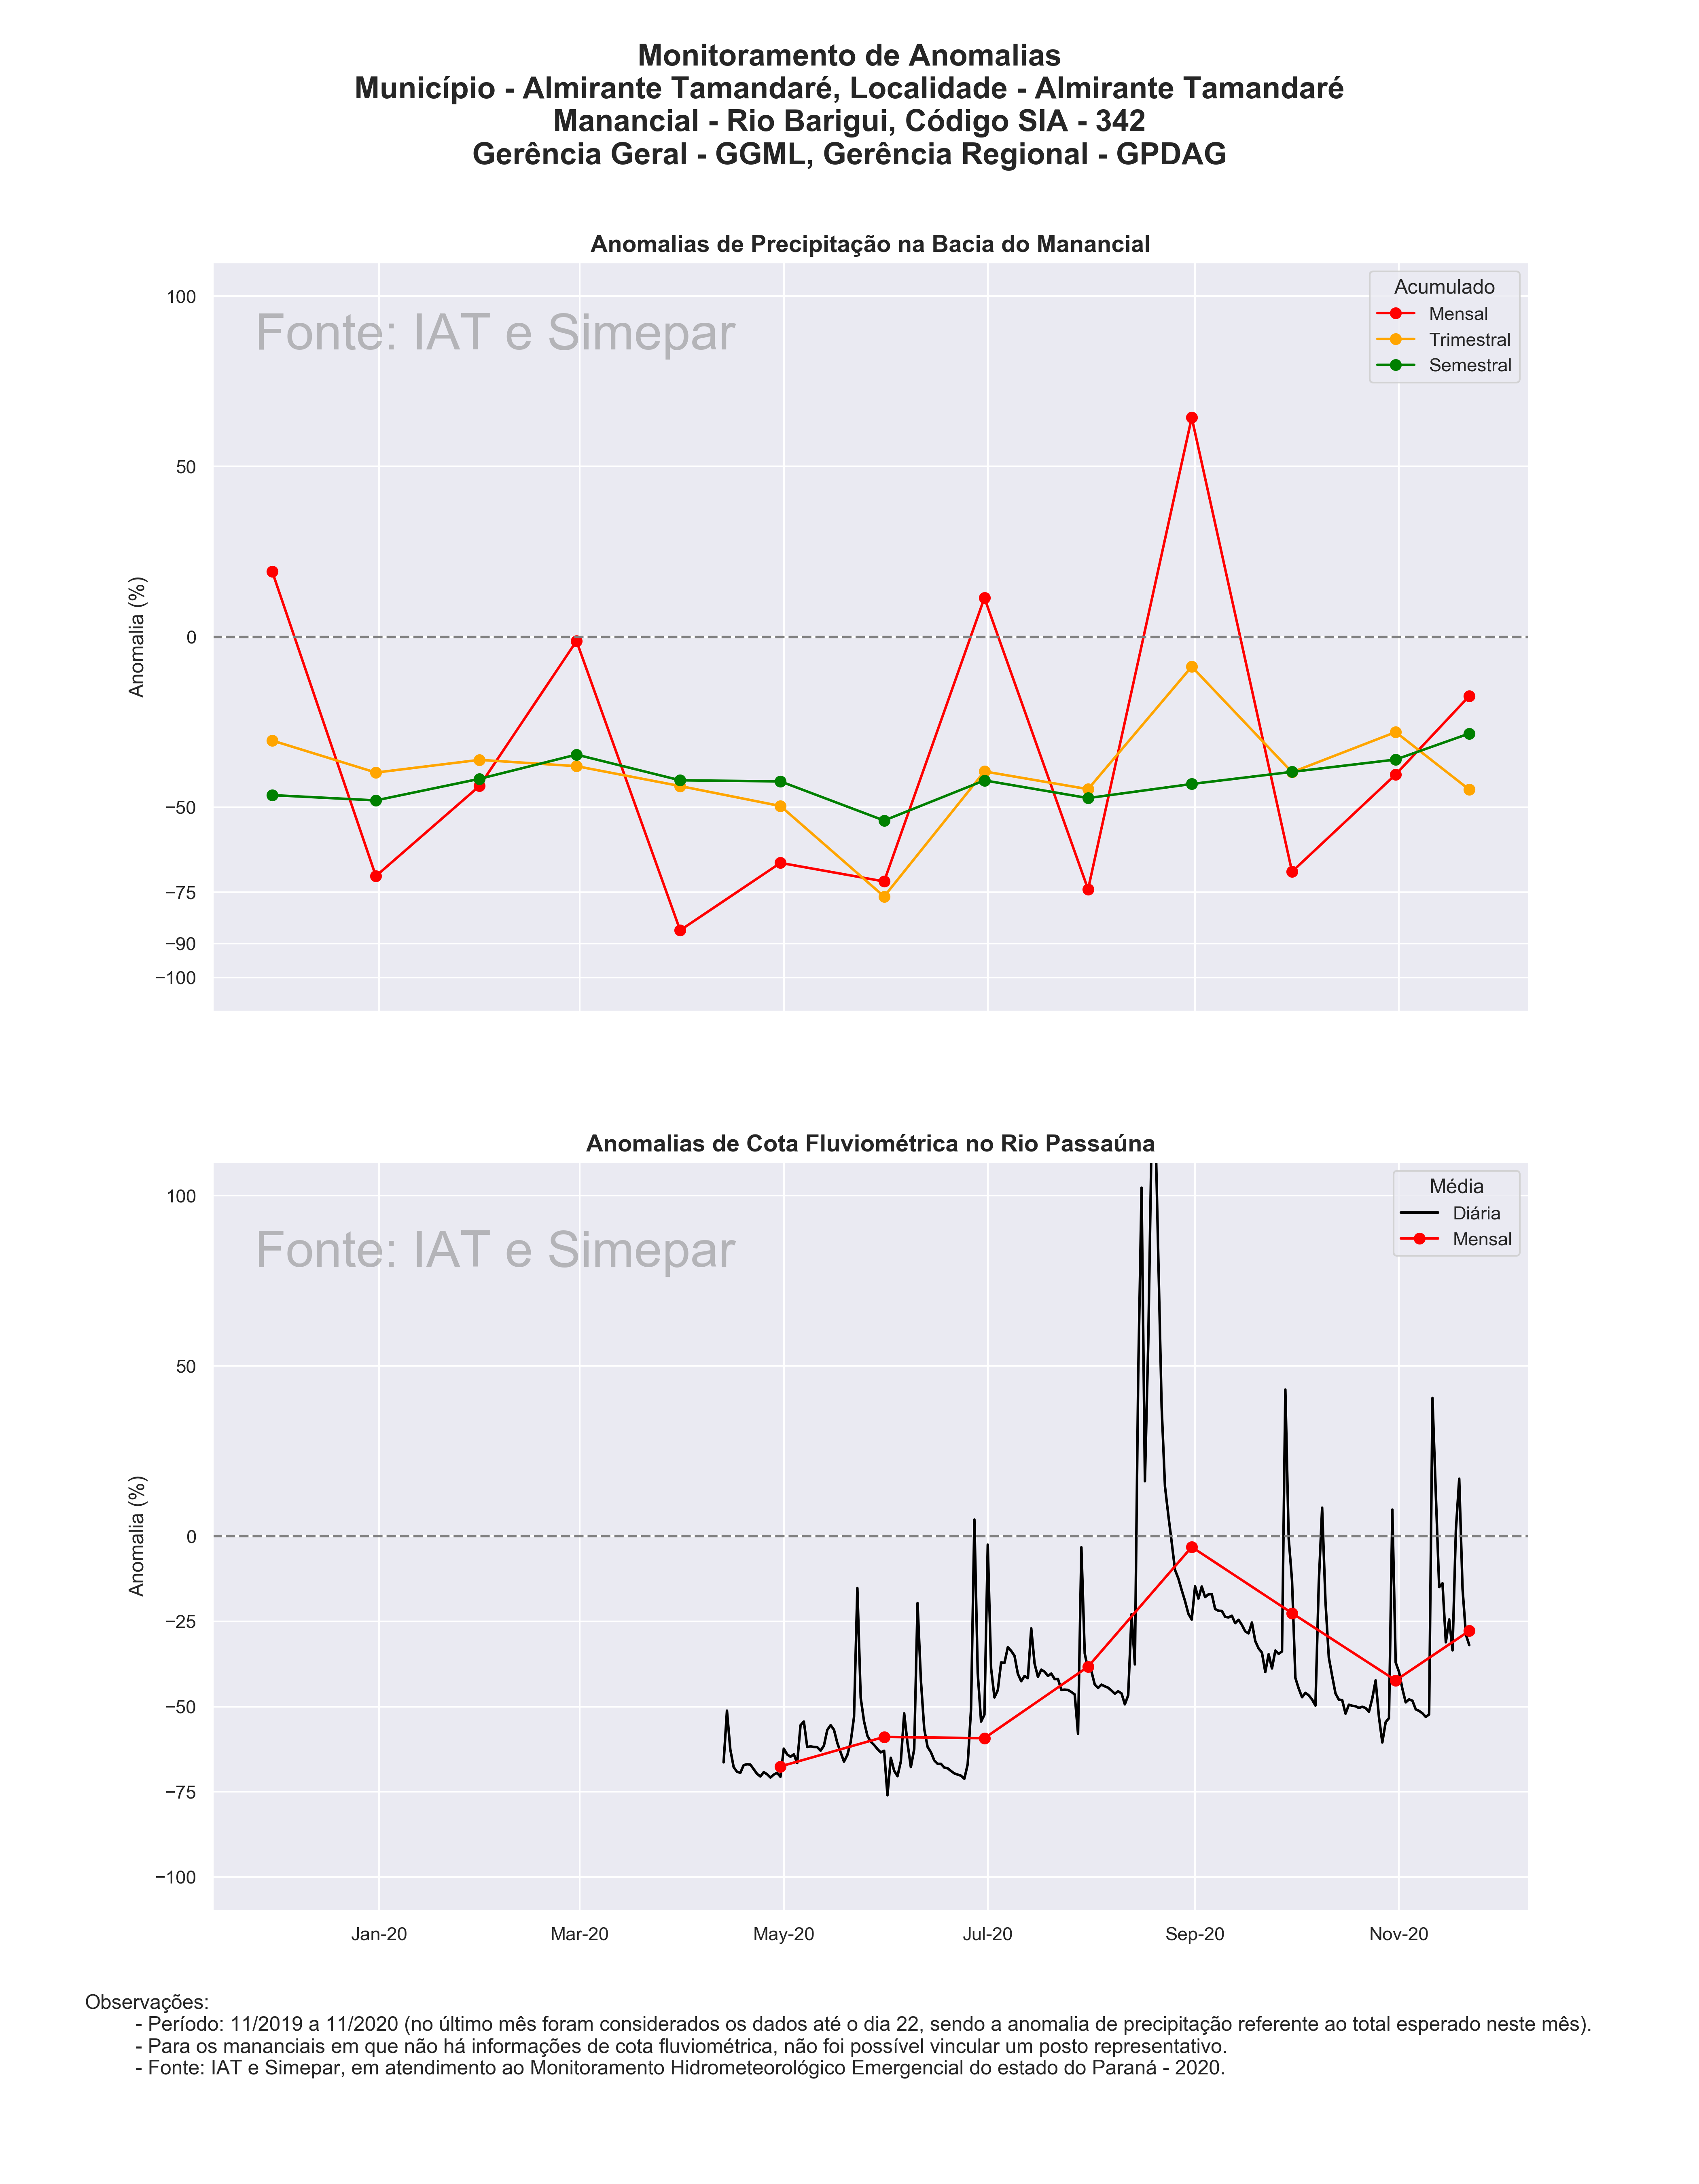 Monitoramento de Anomalias
Município - Almirante Tamandaré, Localidade - Almirante Tamandaré
Manancial - Rio Barigui, Código SIA - 342
Gerência Geral - GGML, Gerência Regional - GPDAG
Anomalias de Precipitação na Bacia do Manancial
Fonte: IAT e Simepar
Acumulado
Mensal
Trimestral
Semestral
Anomalia (%)
100
50
0
−50
−75
−90
−100
Anomalias de Cota Fluviométrica no Rio Passaúna
Fonte: IAT e Simepar
Média
Diária
Mensal
Anomalia (%)
100
50
0
−25
−50
−75
−100
Jan-20 Mar-20 May-20 Jul-20 Sep-20 Nov-20
Observações:
- Período: 11/2019 a 11/2020 (no último mês foram considerados os dados até o dia 22, sendo a anomalia de precipitação referente ao total esperado neste mês).
- Para os mananciais em que não há informações de cota fluviométrica, não foi possível vincular um posto representativo.
- Fonte: IAT e Simepar, em atendimento ao Monitoramento Hidrometeorológico Emergencial do estado do Paraná - 2020.